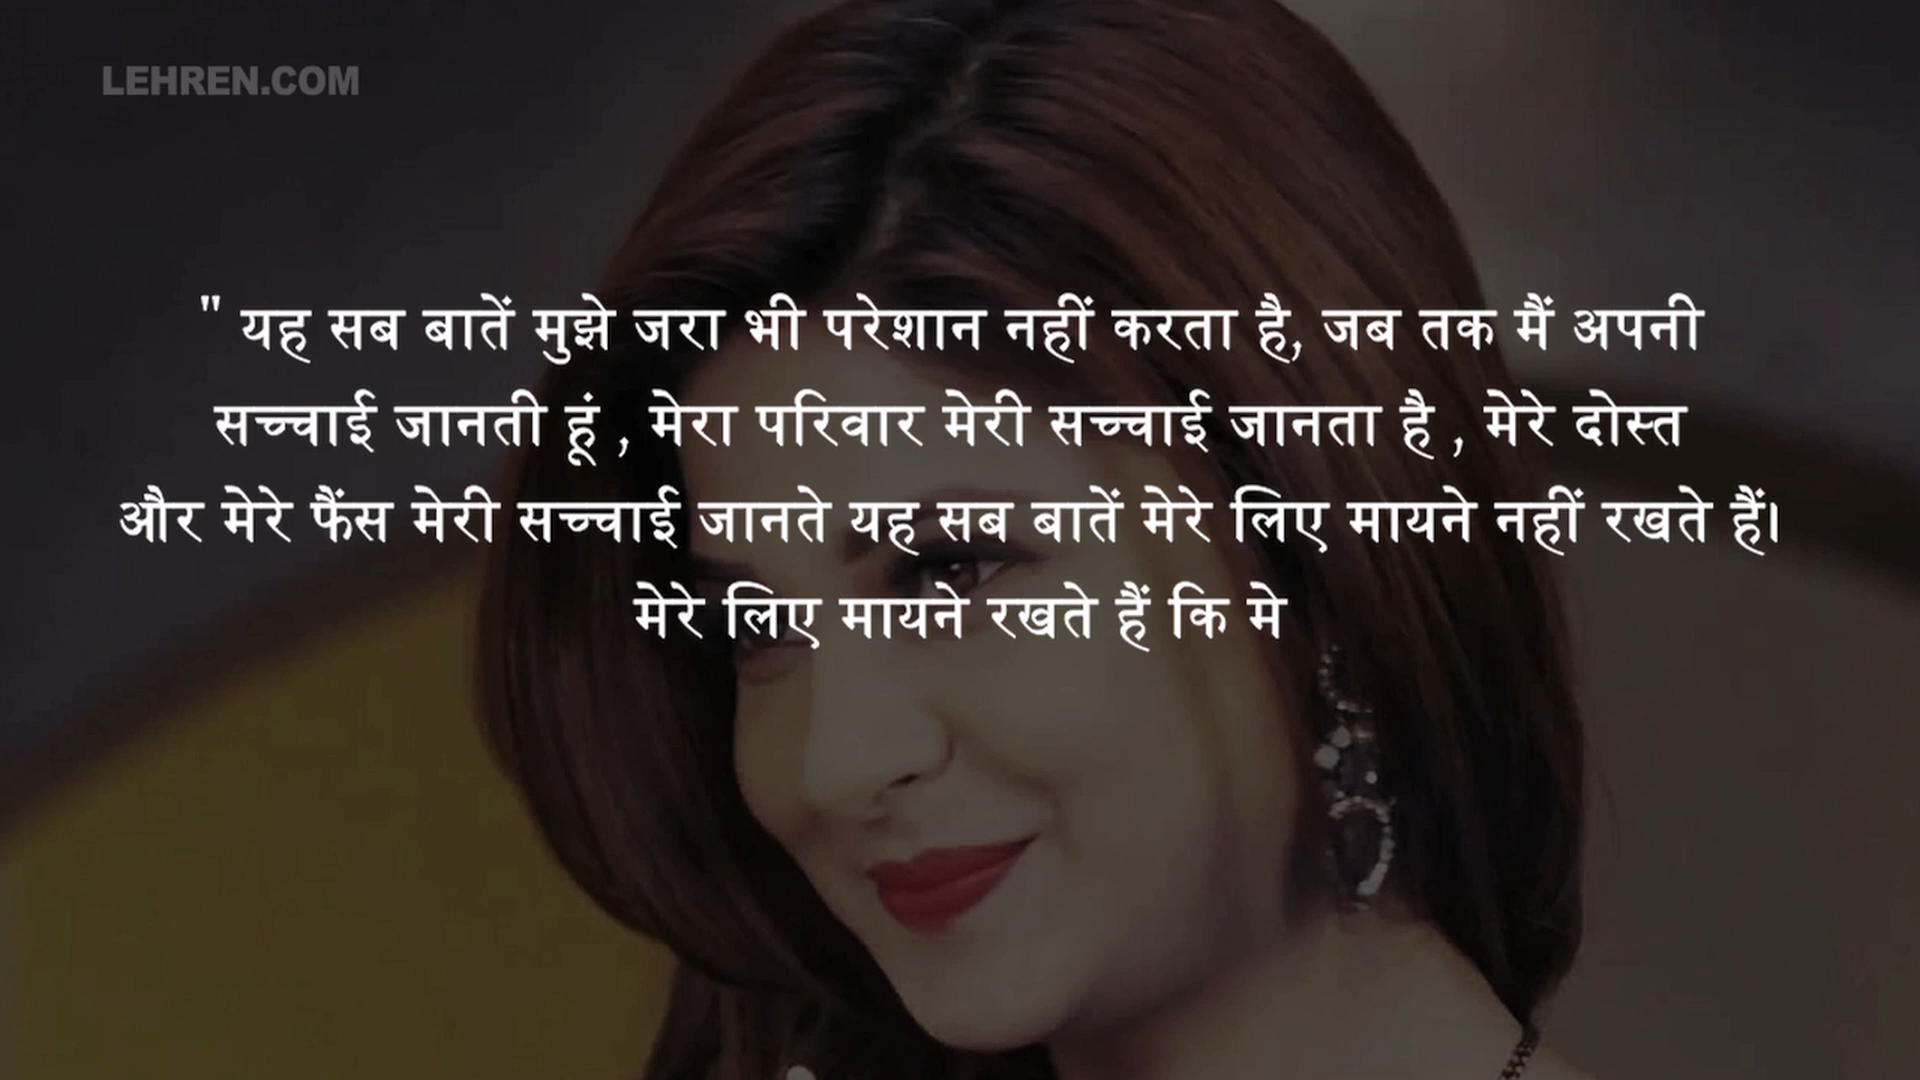 LEHREN.COM
" यह सब बातें मुझे जरा भी परेशान नहीं करता है, जब तक मैं अपनी
सच्चाई जानती हूं , मेरा परिवार मेरी सच्चाई जानता है , मेरे दोस्त
और मेरे फैंस मेरी सच्चाई जानते यह सब बातें मेरे लिए मायने नहीं रखते हैं।
मेरे लिए मायने रखते हैं कि मे